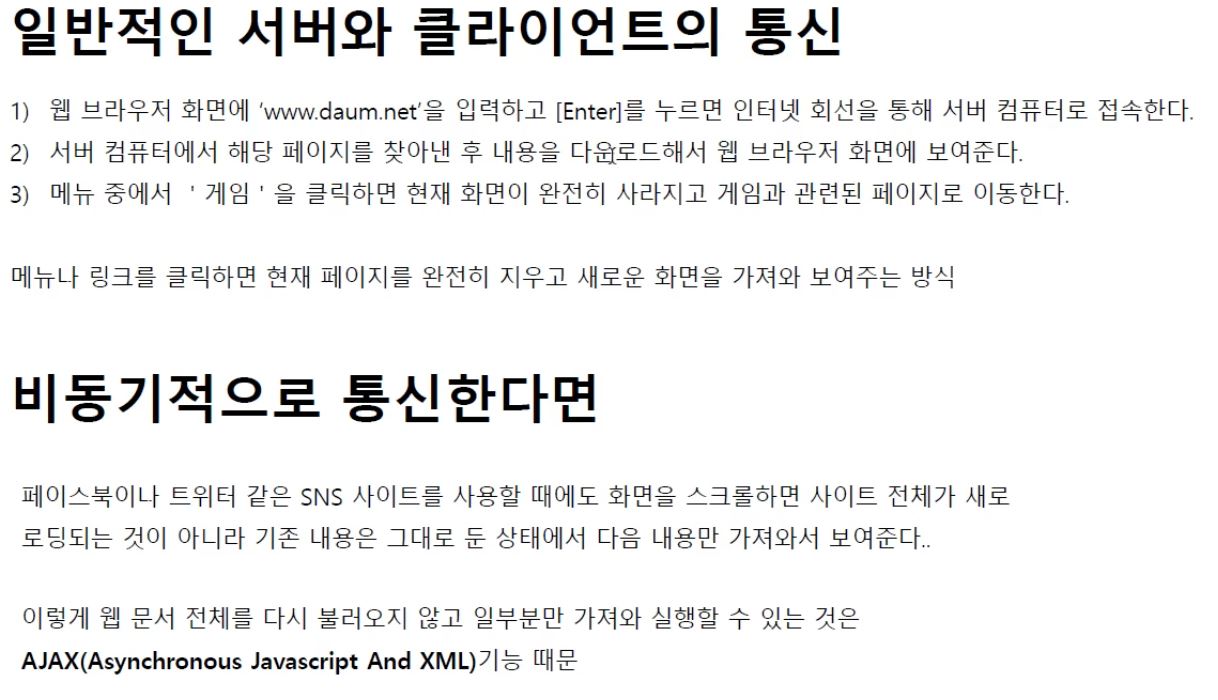 일반적인 서버와 클라이언트의 통신
1) 웹 브라우저 화면에 ‘www.daum.net’을 입력하고 [Enter]를 누르면 인터넷 회선을 통해 서버 컴퓨터로 접속한다.
2) 서버 컴퓨터에서 해당 페이지를 찾아낸 후 내용을 다운로드해서 웹 브라우저 화면에 보여준다.
3) 메뉴 중에서 ' 게임 ' 을 클릭하면 현재 화면이 완전히 사라지고 게임과 관련된 페이지로 이동한다.
메뉴나 링크를 클릭하면 현재 페이지를 완전히 지우고 새로운 화면을 가져와 보여주는 방식
비동기적으로 통신한다면
페이스북이나 트위터 같은 SNS 사이트를 사용할 때에도 화면을 스크롤하면 사이트 전체가 새로
로딩되는 것이 아니라 기존 내용은 그대로 둔 상태에서 다음 내용만 가져와서 보여준다..
이렇게 웹 문서 전체를 다시 불러오지 않고 일부분만 가져와 실행할 수 있는 것은
AJAX(Asynchronous Javascript And XML)기능 때문